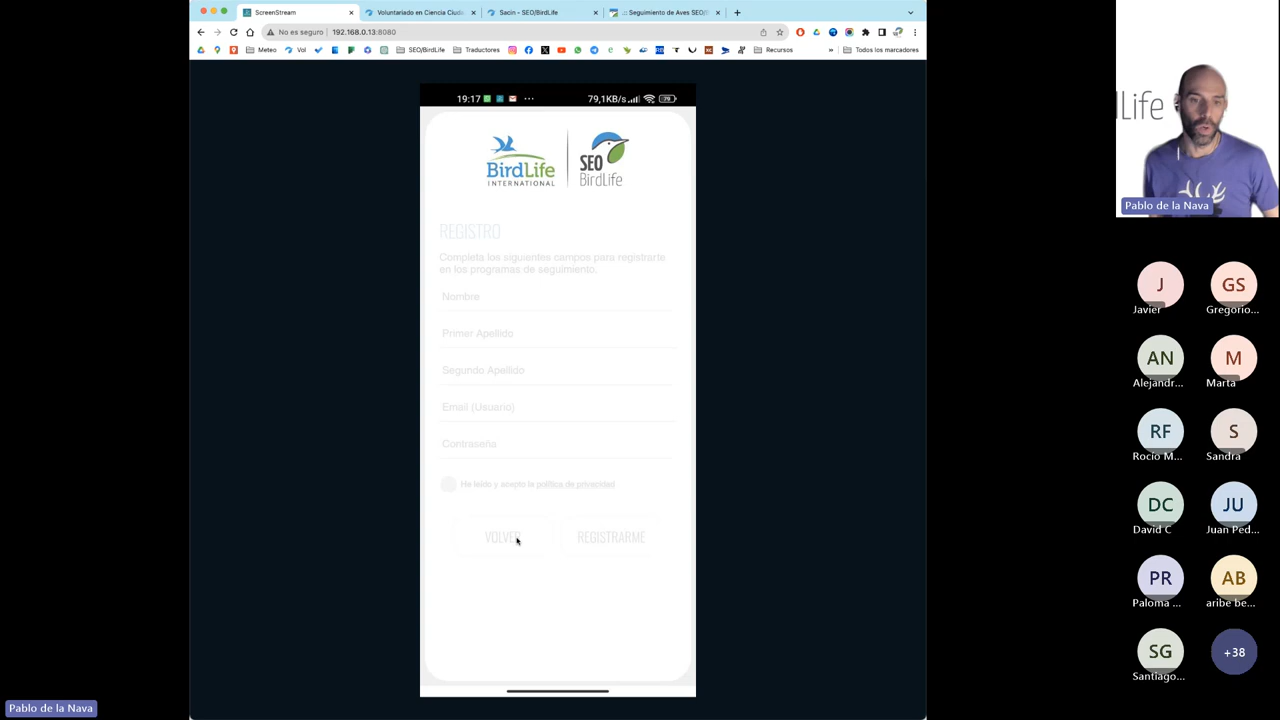 ScreenStream
Voluntariado en Ciencia Ciuda
Sacin - SEO/BirdLife
.:: Seguimiento de Aves SEO/B
No es seguro
192.168.0.13:8080
Meteo
Vol
SEO/BirdLife
Traductores
Recursos
»
Todos los marcadores
19:17
...
79,1KB/s
79
BirdLife
INTERNATIONAL
SEO
BirdLife
REGISTRO
Completa los siguientes campos para registrarte
en los programas de seguimiento.
Nombre
Primer Apellido
Segundo Apellido
Email (Usuario)
Contraseña
He leído y acepto la política de privacidad
VOLVER
REGISTRARME
dLife
Pablo de la Nava
J
Javier
GS
Gregorio...
AN
Alejandr...
M
Marta
RF
Rocío M...
S
Sandra
DC
David C
JU
Juan Ped...
PR
Paloma ...
AB
aribe be...
SG
Santiago...
+38
Pablo de la Nava